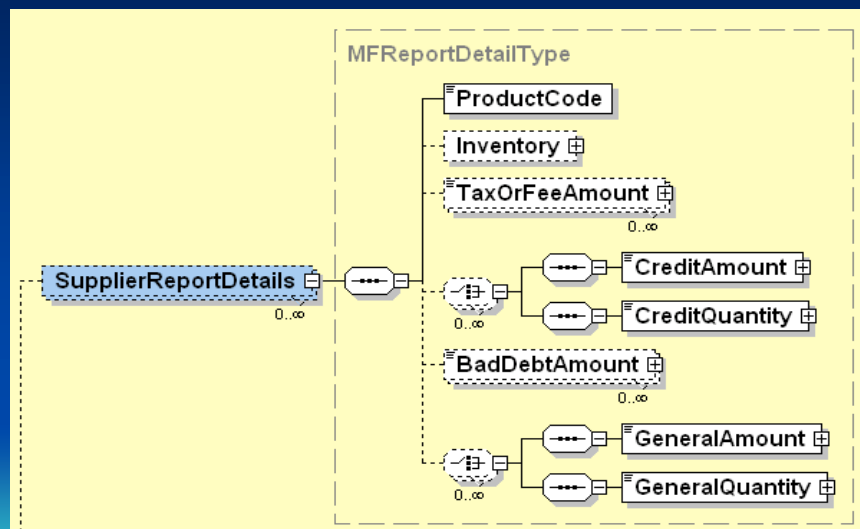 MFReportDetailType
ProductCode
Inventory
TaxOrFeeAmount
0..∞
SupplierReportDetails
0..∞
CreditAmount
CreditQuantity
0..∞
BadDebtAmount
0..∞
GeneralAmount
GeneralQuantity
0..∞